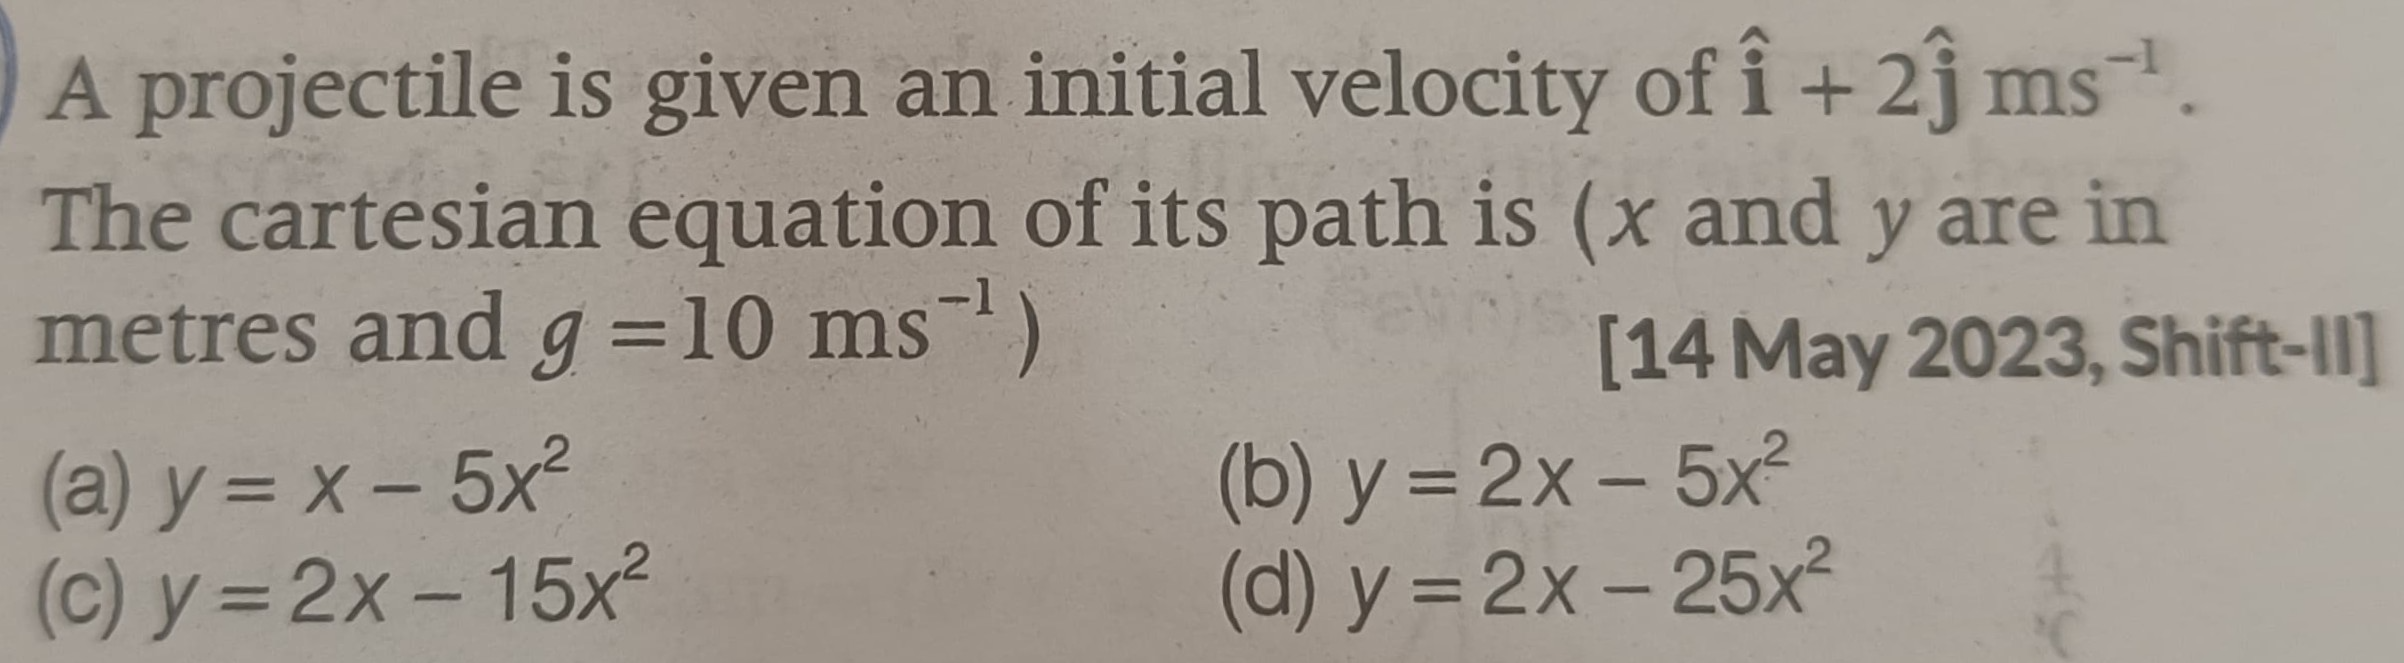 A projectile is given an initial velocity of î + 2ĵ ms⁻¹.
The cartesian equation of its path is (x and y are in
metres and g = 10 ms⁻¹) [14 May 2023, Shift-II]
(a) y = x – 5x² (b) y = 2x – 5x²
(c) y = 2x – 15x² (d) y = 2x – 25x²